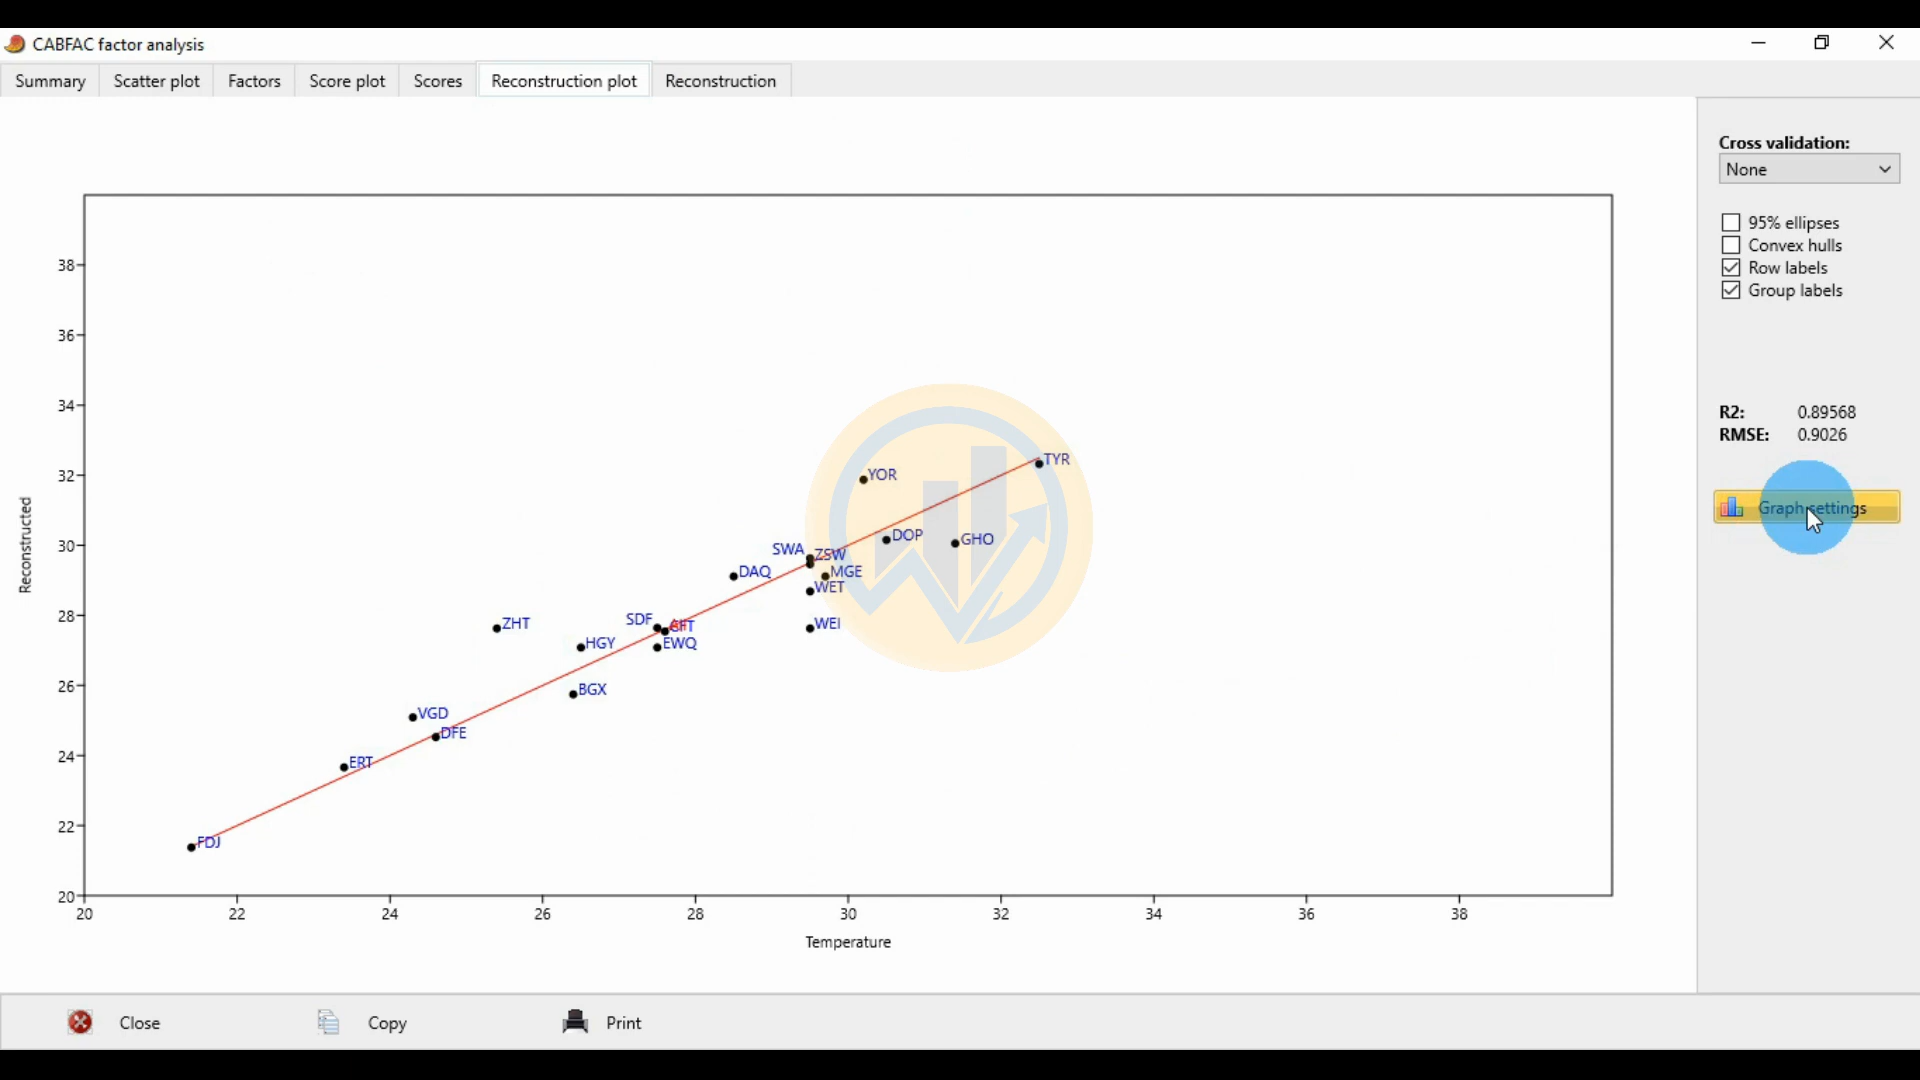 CABFAC factor analysis
Summary Scatter plot Factors Score plot Scores Reconstruction plot Reconstruction
Cross validation:
None
95% ellipses
Convex hulls
Row labels
Group labels
R2: 0.89568
RMSE: 0.9026
Graph settings
Reconstructed
38
36
34
32
30
28
26
24
22
20
TYR
YOR
DOP
GHO
SWA
ZSW
DAQ
MGE
WET
ZHT
SDF
WEI
HGY
EWQ
BGX
VGD
DFE
ERT
FDJ
20 22 24 26 28 30 32 34 36 38
Temperature
Close Copy Print